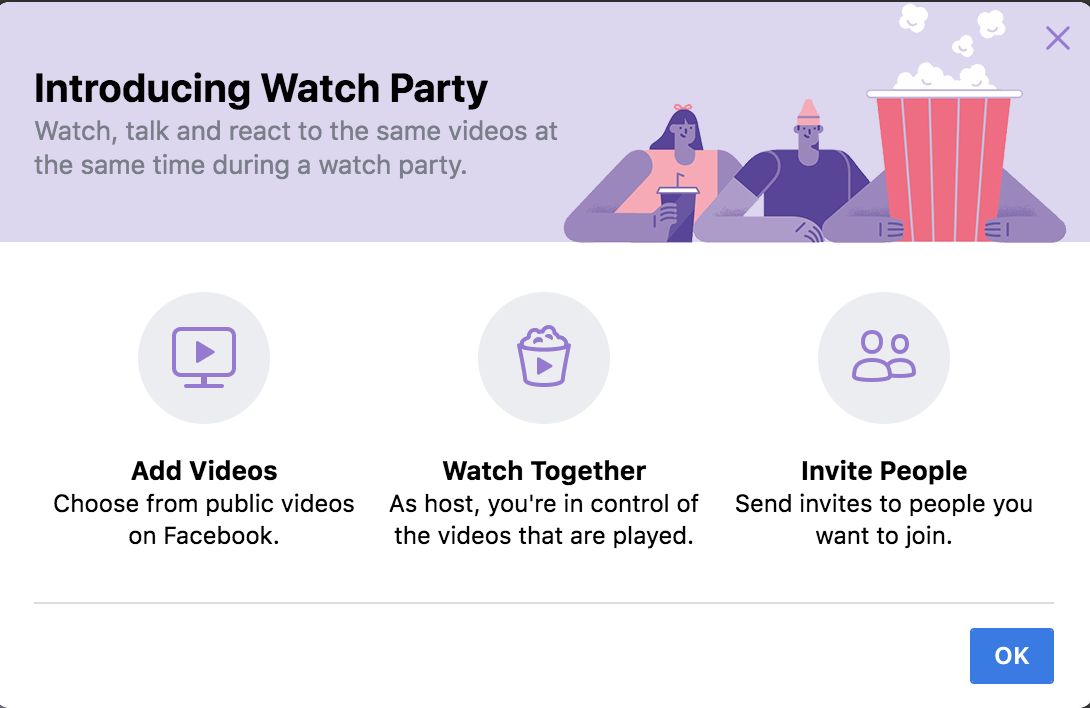 Introducing Watch Party
Watch, talk and react to the same videos at
the same time during a watch party.
Add Videos
Choose from public videos
on Facebook.
Watch Together
As host, you're in control of
the videos that are played.
Invite People
Send invites to people you
want to join.
OK